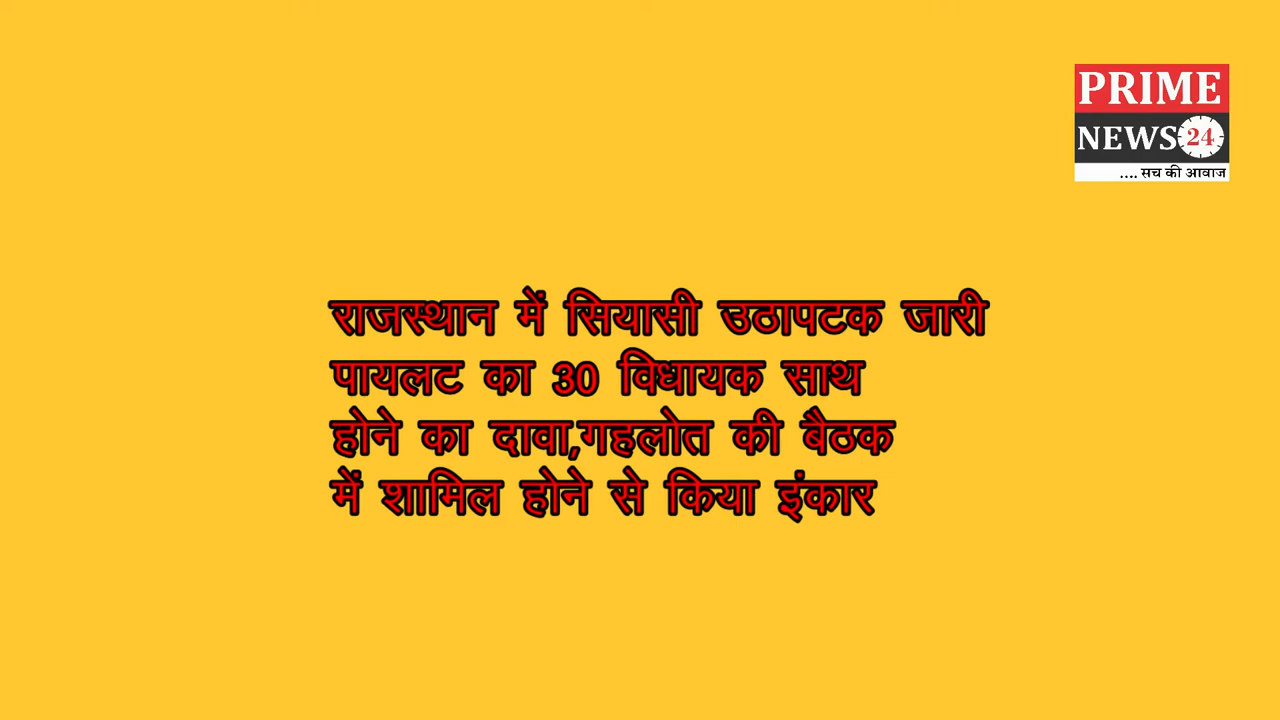 PRIME
NEWS 24
.... सच की आवाज
राजस्थान में सियासी उठापटक जारी
पायलट का 30 विधायक साथ
होने का दावा,गहलोत की बैठक
में शामिल होने से किया इंकार